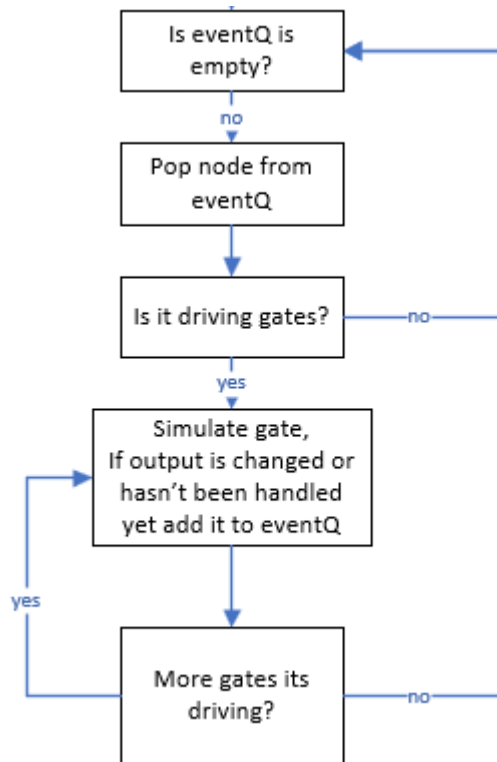 Is eventQ is
empty?
no
Pop node from
eventQ
Is it driving gates?
no
yes
Simulate gate,
If output is changed or
hasn't been handled
yet add it to eventQ
yes
More gates its
driving?
no